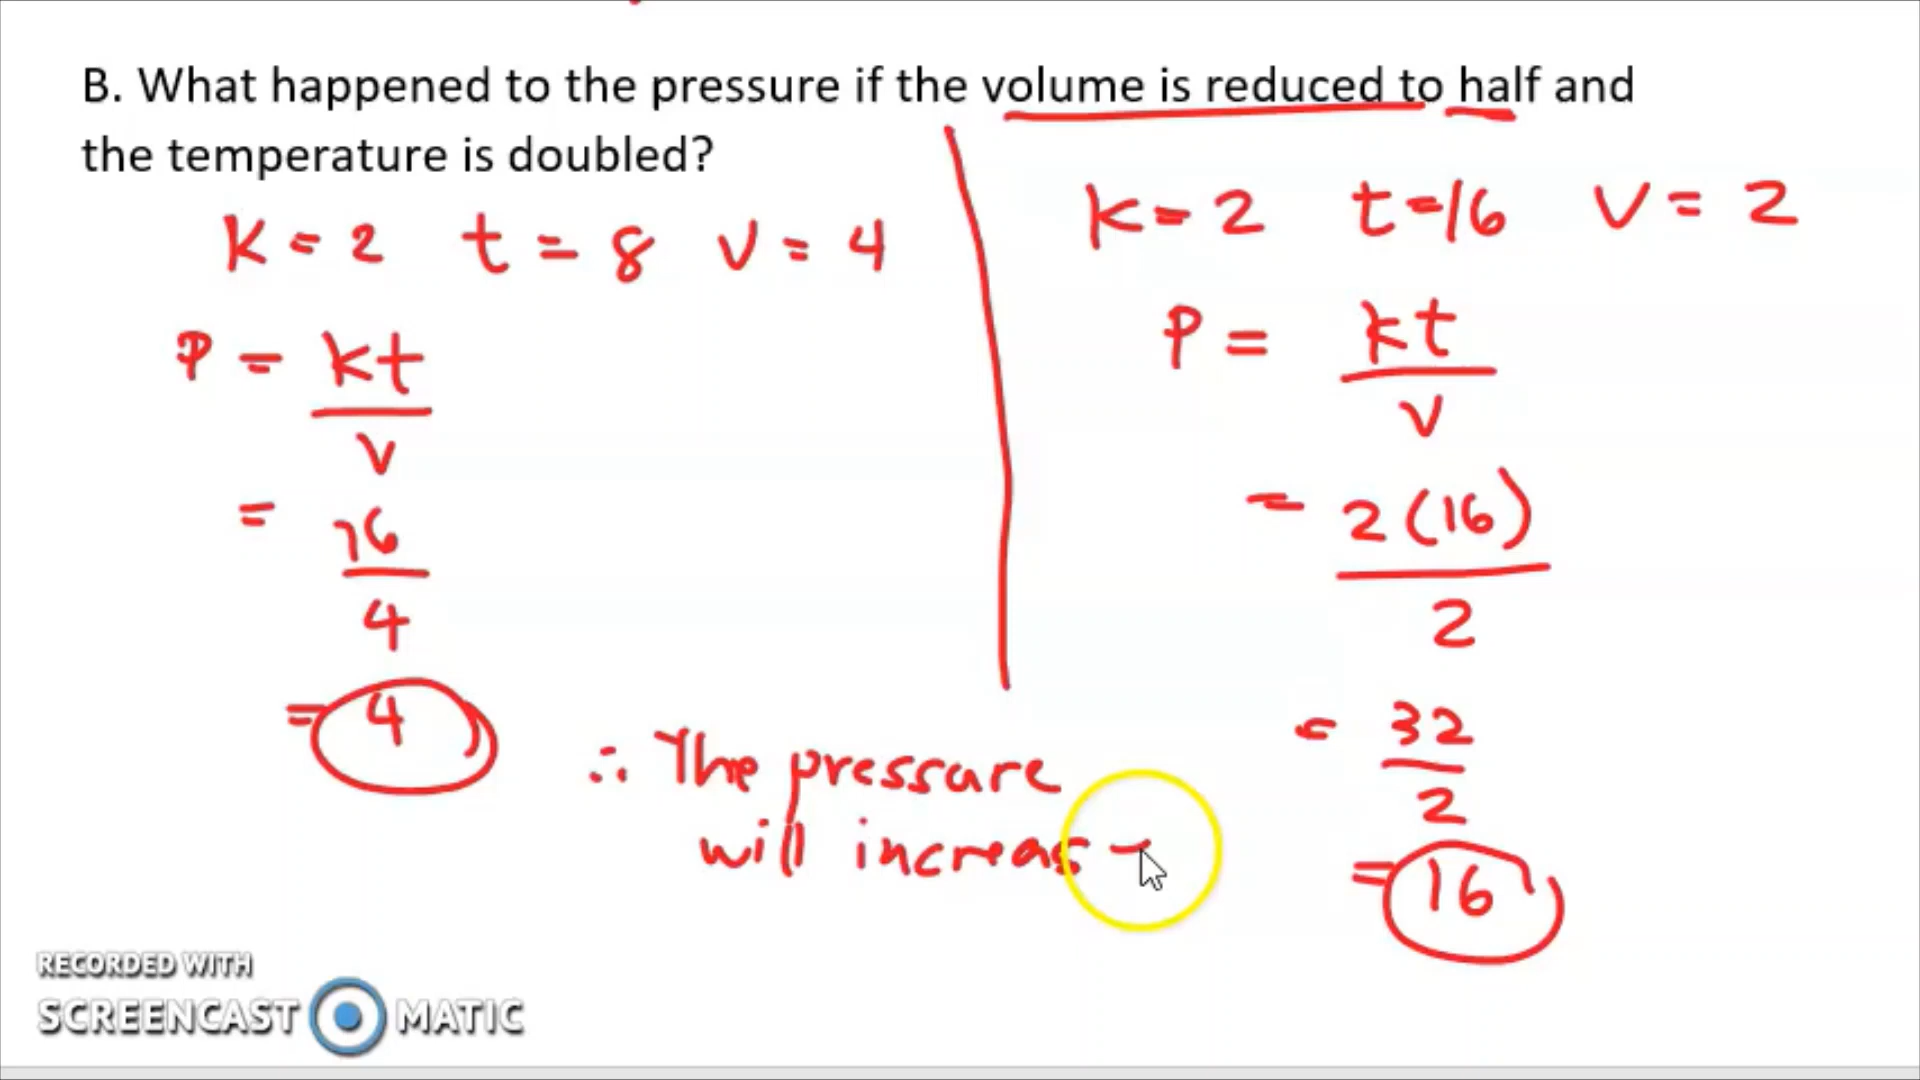 B. What happened to the pressure if the volume is reduced to half and
the temperature is doubled?
K = 2 t = 8 v = 4
P = kt
v
= 16
4
= 4
K = 2 t = 16 v = 2
P = kt
v
= 2 (16)
2
= 32
2
= 16
∴ The pressure
will increas
RECORDED WITH
SCREENCAST MATIC